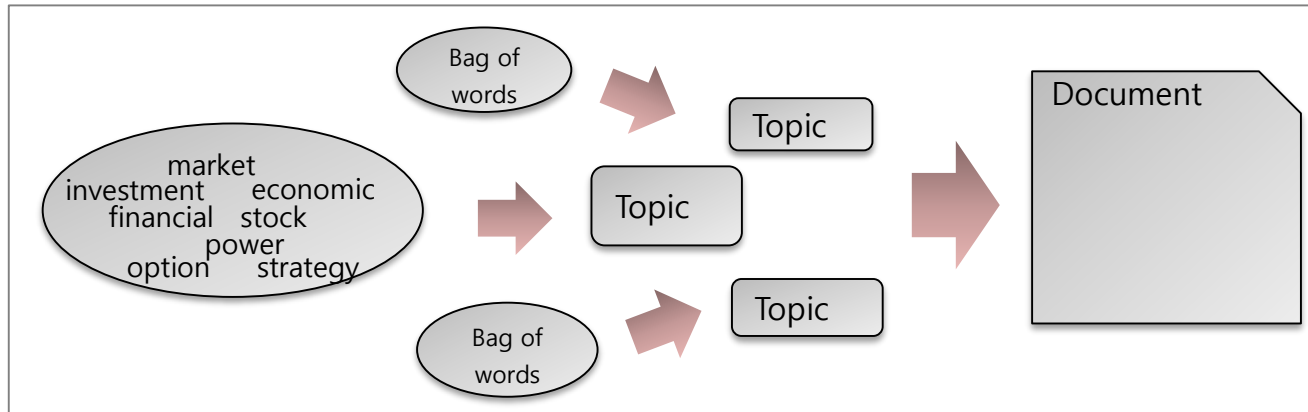 Bag of
words
market
investment economic
financial stock
power
option strategy
Topic
Topic
Bag of
words
Topic
Document